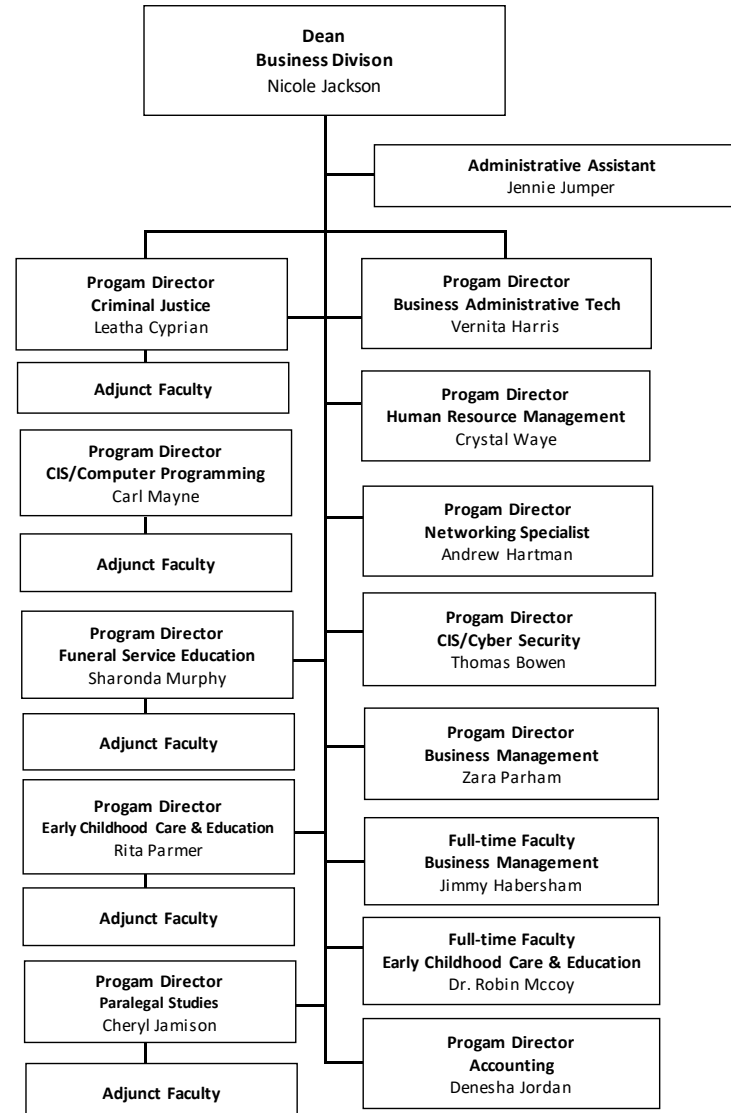 Dean
Business Divison
Nicole Jackson
Administrative Assistant
Jennie Jumper
Progam Director
Criminal Justice
Leatha Cyprian
Adjunct Faculty
Program Director
CIS/Computer Programming
Carl Mayne
Adjunct Faculty
Program Director
Funeral Service Education
Sharonda Murphy
Adjunct Faculty
Progam Director
Early Childhood Care & Education
Rita Parmer
Adjunct Faculty
Progam Director
Paralegal Studies
Cheryl Jamison
Adjunct Faculty
Progam Director
Business Administrative Tech
Vernita Harris
Progam Director
Human Resource Management
Crystal Waye
Progam Director
Networking Specialist
Andrew Hartman
Progam Director
CIS/Cyber Security
Thomas Bowen
Progam Director
Business Management
Zara Parham
Full-time Faculty
Business Management
Jimmy Habersham
Full-time Faculty
Early Childhood Care & Education
Dr. Robin Mccoy
Progam Director
Accounting
Denesha Jordan